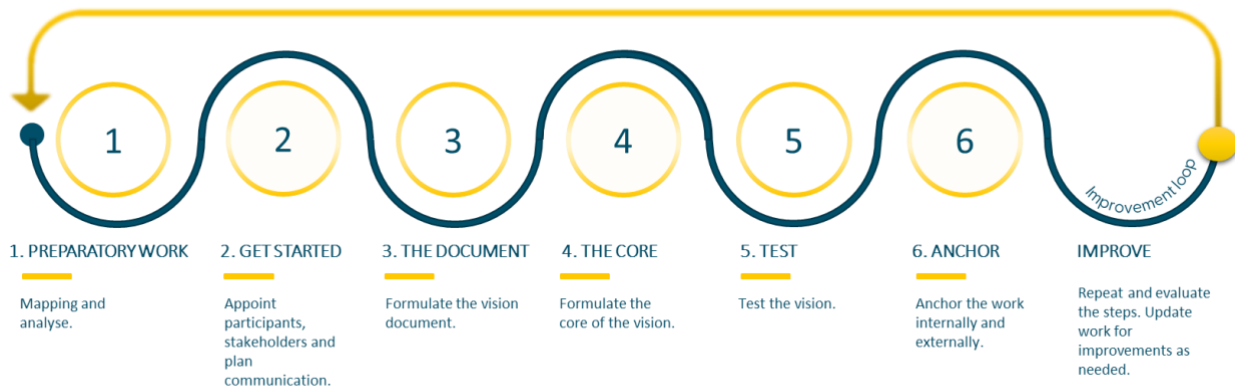 1
2
3
4
5
6
Improvement loop
1. PREPARATORY WORK
Mapping and
analyse.
2. GET STARTED
Appoint
participants,
stakeholders and
plan
communication.
3. THE DOCUMENT
Formulate the vision
document.
4. THE CORE
Formulate the
core of the vision.
5. TEST
Test the vision.
6. ANCHOR
Anchor the work
internally and
externally.
IMPROVE
Repeat and evaluate
the steps. Update
work for
improvements as
needed.